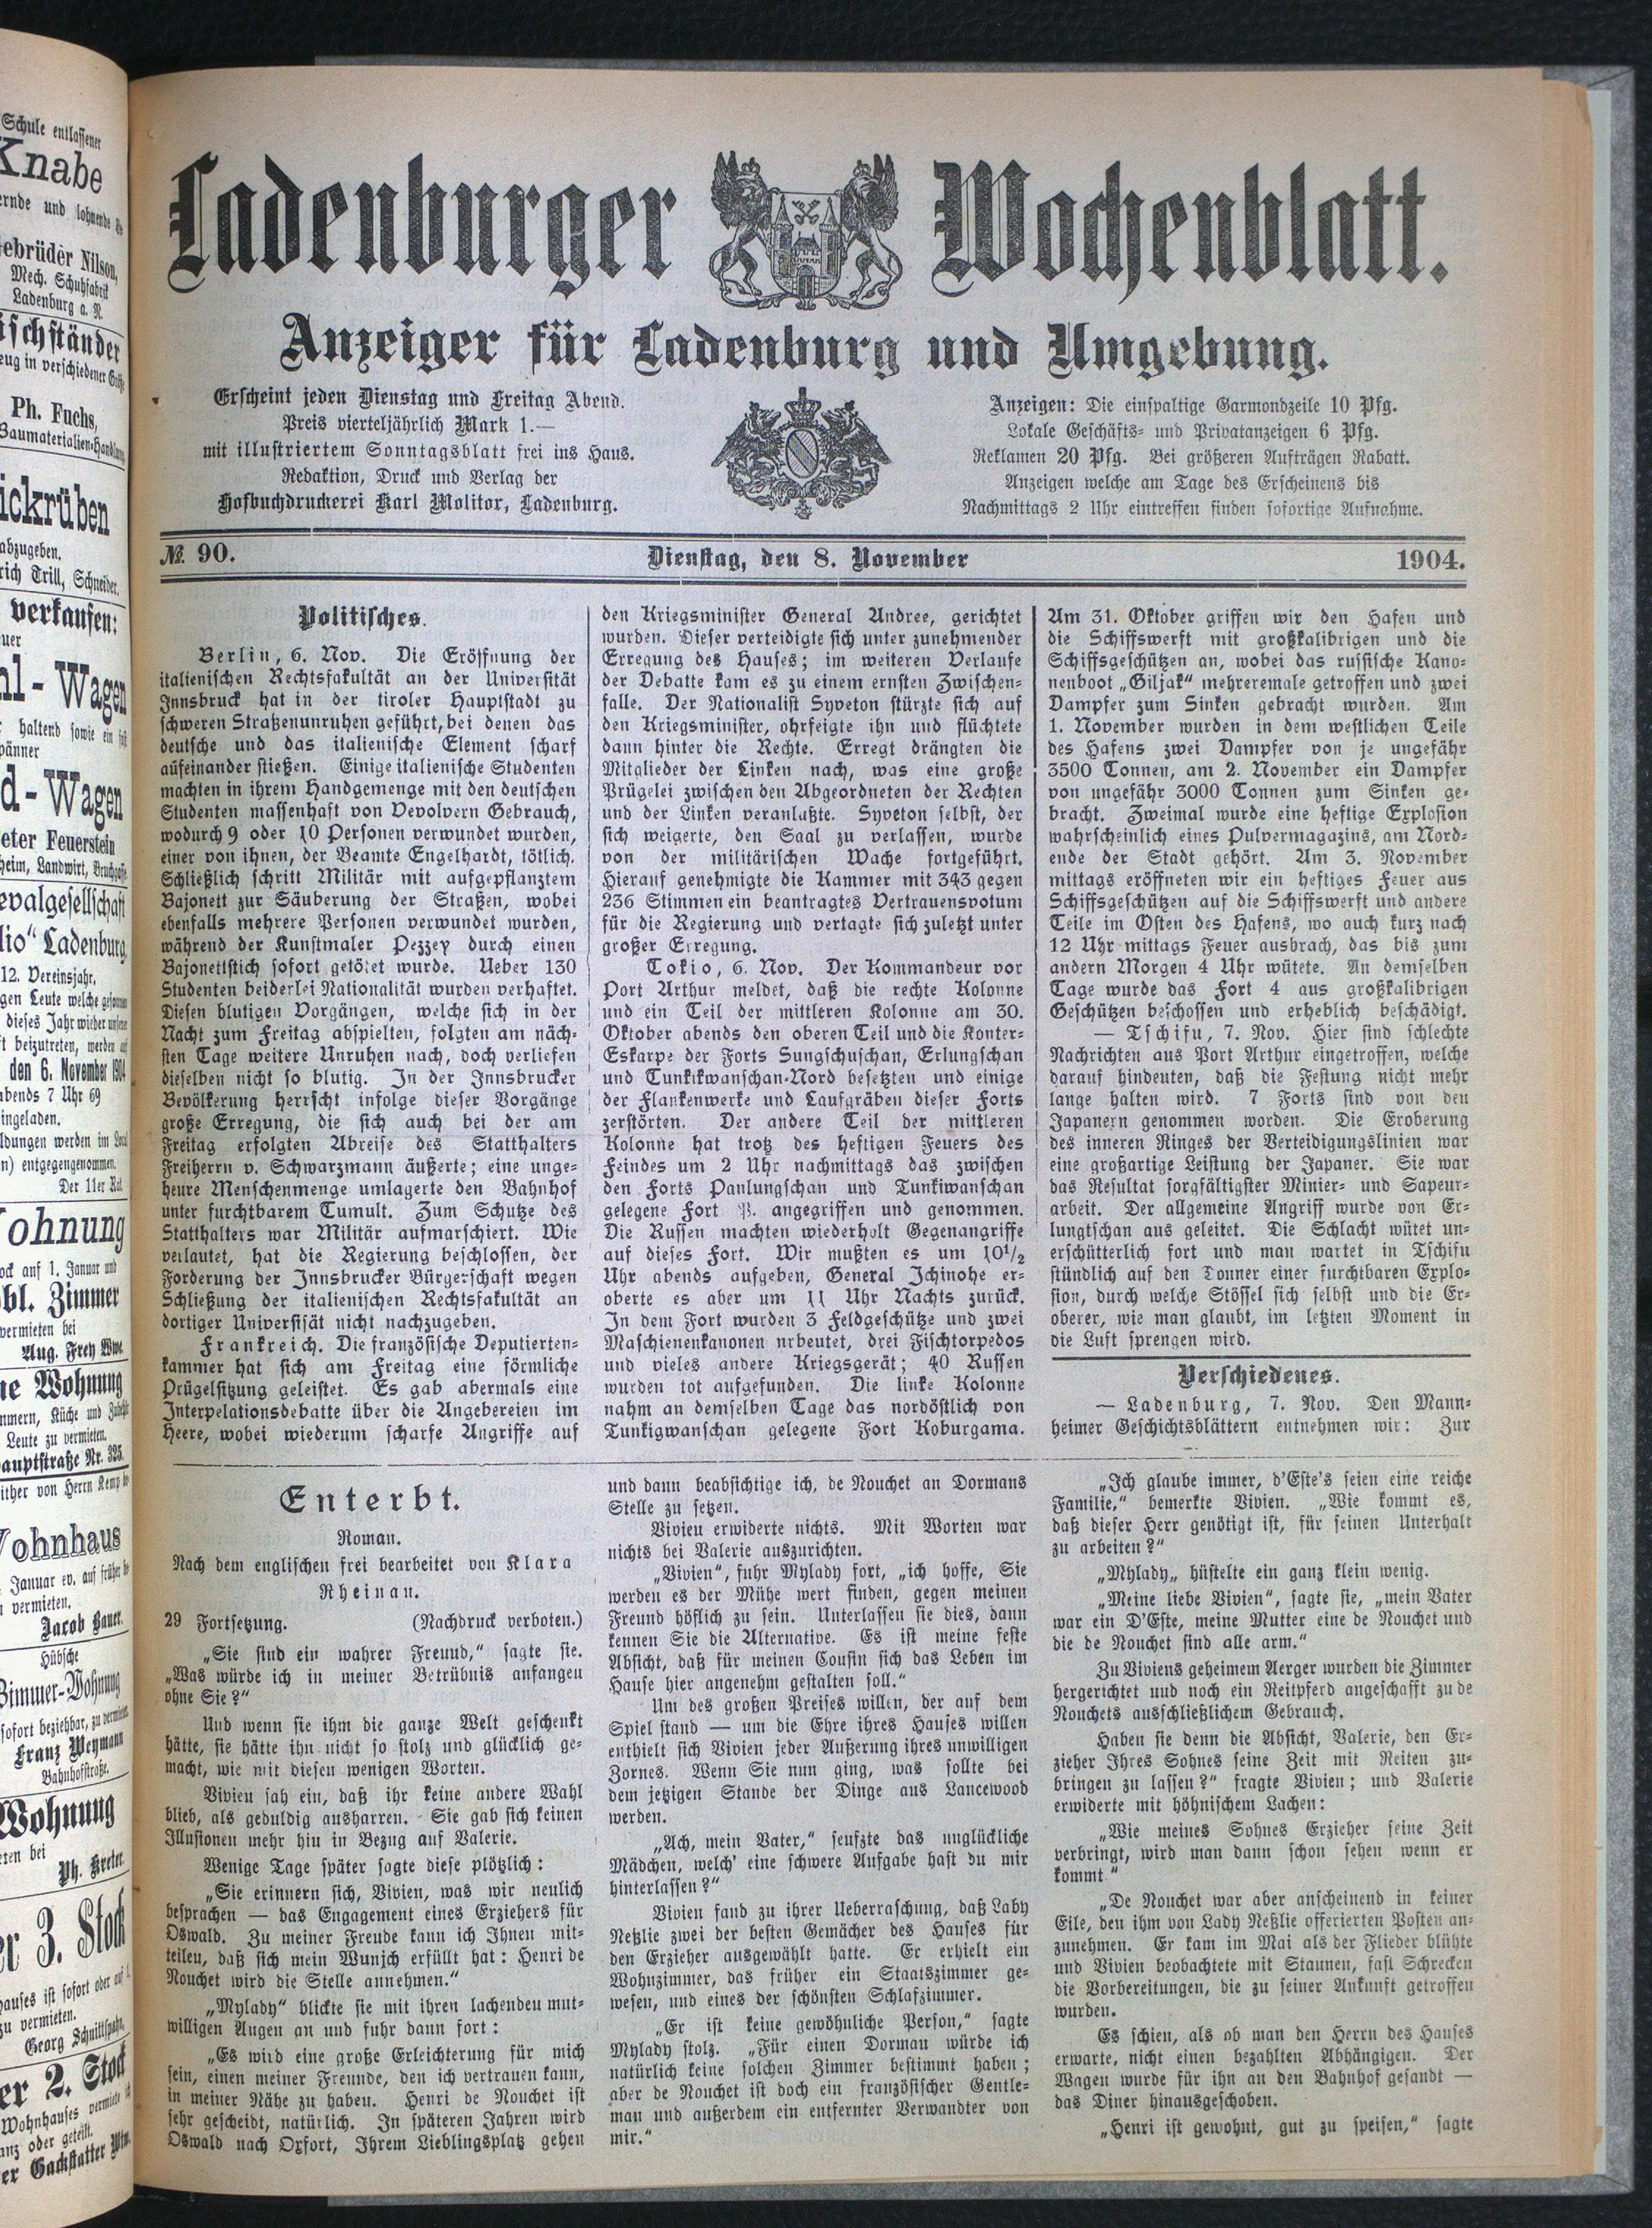 Schule entlassener
Knabe
Gebrüder Nilson,
Mech. Schuhfabrik
Ladenburg a. N.
Ph. Fuchs,
abzugeben.
verkaufen:
den 6. November 1904
abends 7 Uhr 69
eingeladen.
entgegengenommen.
Der 11er Rat.
Aug. Frey Wwe.
Leute zu vermieten.
Hauptstraße Nr. 325.
vermieten.
Jacob Bauer.
Hübsche
Zimmer-Wohnung
Franz Weymann
Bahnhofstraße.
Wohnung
Ph. Kreter.
3. Stock
zu vermieten.
2. Stock
Ladenburger Wochenblatt.
Anzeiger für Ladenburg und Umgebung.
Erscheint jeden Dienstag und Freitag Abend.
Preis vierteljährlich Mark 1.—
mit illustriertem Sonntagsblatt frei ins Haus.
Redaktion, Druck und Verlag der
Hofbuchdruckerei Karl Molitor, Ladenburg.
Anzeigen: Die einspaltige Garmondzeile 10 Pfg.
Lokale Geschäfts- und Privatanzeigen 6 Pfg.
Reklamen 20 Pfg. Bei größeren Aufträgen Rabatt.
Anzeigen welche am Tage des Erscheinens bis
Nachmittags 2 Uhr eintreffen finden sofortige Aufnahme.
№. 90. Dienstag, den 8. November 1904.
Politisches.
Berlin, 6. Nov. Die Eröffnung der
italienischen Rechtsfakultät an der Universität
Innsbruck hat in der tiroler Hauptstadt zu
schweren Straßenunruhen geführt, bei denen das
deutsche und das italienische Element scharf
aufeinander stießen. Einige italienische Studenten
machten in ihrem Handgemenge mit den deutschen
Studenten massenhaft von Devolvern Gebrauch,
wodurch 9 oder 10 Personen verwundet wurden,
einer von ihnen, der Beamte Engelhardt, tötlich.
Schließlich schritt Militär mit aufgepflanztem
Bajonett zur Säuberung der Straßen, wobei
ebenfalls mehrere Personen verwundet wurden,
während der Kunstmaler Pezzey durch einen
Bajonettstich sofort getötet wurde. Ueber 130
Studenten beiderlei Nationalität wurden verhaftet.
Diesen blutigen Vorgängen, welche sich in der
Nacht zum Freitag abspielten, folgten am näch-
sten Tage weitere Unruhen nach, doch verliefen
dieselben nicht so blutig. In der Innsbrucker
Bevölkerung herrscht infolge dieser Vorgänge
große Erregung, die sich auch bei der am
Freitag erfolgten Abreise des Statthalters
Freiherrn v. Schwarzmann äußerte; eine unge-
heure Menschenmenge umlagerte den Bahnhof
unter furchtbarem Tumult. Zum Schutze des
Statthalters war Militär aufmarschiert. Wie
verlautet, hat die Regierung beschlossen, der
Forderung der Innsbrucker Bürgerschaft wegen
Schließung der italienischen Rechtsfakultät an
dortiger Universisät nicht nachzugeben.
Frankreich. Die französische Deputierten-
kammer hat sich am Freitag eine förmliche
Prügelsitzung geleistet. Es gab abermals eine
Interpelationsdebatte über die Angebereien im
Heere, wobei wiederum scharfe Angriffe auf
den Kriegsminister General Andree, gerichtet
wurden. Dieser verteidigte sich unter zunehmender
Erregung des Hauses; im weiteren Verlaufe
der Debatte kam es zu einem ernsten Zwischen-
falle. Der Nationalist Syveton stürzte sich auf
den Kriegsminister, ohrfeigte ihn und flüchtete
dann hinter die Rechte. Erregt drängten die
Mitglieder der Linken nach, was eine große
Prügelei zwischen den Abgeordneten der Rechten
und der Linken veranlaßte. Syveton selbst, der
sich weigerte, den Saal zu verlassen, wurde
von der militärischen Wache fortgeführt.
Hierauf genehmigte die Kammer mit 343 gegen
236 Stimmen ein beantragtes Vertrauensvotum
für die Regierung und vertagte sich zuletzt unter
großer Erregung.
Tokio, 6. Nov. Der Kommandeur vor
Port Arthur meldet, daß die rechte Kolonne
und ein Teil der mittleren Kolonne am 30.
Oktober abends den oberen Teil und die Konter-
Eskarpe der Forts Sungschuschan, Erlungschan
und Tunkikwanschan-Nord besetzten und einige
der Flankenwerke und Laufgräben dieser Forts
zerstörten. Der andere Teil der mittleren
Kolonne hat trotz des heftigen Feuers des
Feindes um 2 Uhr nachmittags das zwischen
den Forts Panlungschan und Tunkiwanschan
gelegene Fort P. angegriffen und genommen.
Die Russen machten wiederholt Gegenangriffe
auf dieses Fort. Wir mußten es um 10½
Uhr abends aufgeben, General Ichinohe er-
oberte es aber um 11 Uhr Nachts zurück.
In dem Fort wurden 3 Feldgeschütze und zwei
Maschienenkanonen nrbeutet, drei Fischtorpedos
und vieles andere Kriegsgerät; 40 Russen
wurden tot aufgefunden. Die linke Kolonne
nahm an demselben Tage das nordöstlich von
Tunkigwanschan gelegene Fort Koburgama.
Am 31. Oktober griffen wir den Hafen und
die Schiffswerft mit großkalibrigen und die
Schiffsgeschützen an, wobei das russische Kano-
nenboot „Giljak“ mehreremale getroffen und zwei
Dampfer zum Sinken gebracht wurden. Am
1. November wurden in dem westlichen Teile
des Hafens zwei Dampfer von je ungefähr
3500 Tonnen, am 2. November ein Dampfer
von ungefähr 3000 Tonnen zum Sinken ge-
bracht. Zweimal wurde eine heftige Explosion
wahrscheinlich eines Pulvermagazins, am Nord-
ende der Stadt gehört. Am 3. November
mittags eröffneten wir ein heftiges Feuer aus
Schiffsgeschützen auf die Schiffswerft und andere
Teile im Osten des Hafens, wo auch kurz nach
12 Uhr mittags Feuer ausbrach, das bis zum
andern Morgen 4 Uhr wütete. An demselben
Tage wurde das Fort 4 aus großkalibrigen
Geschützen beschossen und erheblich beschädigt.
— Tschifu, 7. Nov. Hier sind schlechte
Nachrichten aus Port Arthur eingetroffen, welche
darauf hindeuten, daß die Festung nicht mehr
lange halten wird. 7 Forts sind von den
Japanern genommen worden. Die Eroberung
des inneren Ringes der Verteidigungslinien war
eine großartige Leistung der Japaner. Sie war
das Resultat sorgfältigster Minier- und Sapeur-
arbeit. Der allgemeine Angriff wurde von Er-
lungtschan aus geleitet. Die Schlacht wütet un-
erschütterlich fort und man wartet in Tschifu
stündlich auf den Donner einer furchtbaren Explo-
sion, durch welche Stössel sich selbst und die Er-
oberer, wie man glaubt, im letzten Moment in
die Luft sprengen wird.
Verschiedenes.
— Ladenburg, 7. Nov. Den Mann-
heimer Geschichtsblättern entnehmen wir: Zur
Enterbt.
Roman.
Nach dem englischen frei bearbeitet von Klara
Rheinau.
29 Fortsetzung. (Nachdruck verboten.)
„Sie sind ein wahrer Freund,“ sagte sie.
„Was würde ich in meiner Betrübnis anfangen
ohne Sie?“
Und wenn sie ihm die ganze Welt geschenkt
hätte, sie hätte ihn nicht so stolz und glücklich ge-
macht, wie mit diesen wenigen Worten.
Vivien sah ein, daß ihr keine andere Wahl
blieb, als geduldig ausharren. Sie gab sich keinen
Illusionen mehr hin in Bezug auf Valerie.
Wenige Tage später sagte diese plötzlich:
„Sie erinnern sich, Vivien, was wir neulich
besprachen — das Engagement eines Erziehers für
Oswald. Zu meiner Freude kann ich Ihnen mit-
teilen, daß sich mein Wunsch erfüllt hat: Henri de
Nouchet wird die Stelle annehmen.“
„Mylady“ blickte sie mit ihren lachenden mut-
willigen Augen an und fuhr dann fort:
„Es wird eine große Erleichterung für mich
sein, einen meiner Freunde, den ich vertrauen kann,
in meiner Nähe zu haben. Henri de Nouchet ist
sehr gescheidt, natürlich. In späteren Jahren wird
Oswald nach Oxfort, Ihrem Lieblingsplatz gehen
und dann beabsichtige ich, de Nouchet an Dormans
Stelle zu setzen.
Vivien erwiderte nichts. Mit Worten war
nichts bei Valerie auszurichten.
„Vivien“, fuhr Mylady fort, „ich hoffe, Sie
werden es der Mühe wert finden, gegen meinen
Freund höflich zu sein. Unterlassen sie dies, dann
kennen Sie die Alternative. Es ist meine feste
Absicht, daß für meinen Cousin sich das Leben im
Hause hier angenehm gestalten soll.“
Um des großen Preises willen, der auf dem
Spiel stand — um die Ehre ihres Hauses willen
enthielt sich Vivien jeder Äußerung ihres unwilligen
Zornes. Wenn Sie nun ging, was sollte bei
dem jetzigen Stande der Dinge aus Lancewood
werden.
„Ach, mein Vater,“ seufzte das unglückliche
Mädchen, welch' eine schwere Aufgabe hast du mir
hinterlassen?“
Vivien fand zu ihrer Ueberraschung, daß Lady
Neßlie zwei der besten Gemächer des Hauses für
den Erzieher ausgewählt hatte. Er erhielt ein
Wohnzimmer, das früher ein Staatszimmer ge-
wesen, und eines der schönsten Schlafzimmer.
„Er ist keine gewöhnliche Person,“ sagte
Mylady stolz. „Für einen Dorman würde ich
natürlich keine solchen Zimmer bestimmt haben;
aber de Nouchet ist doch ein französischer Gentle-
man und außerdem ein entfernter Verwandter von
mir.“
„Ich glaube immer, d'Este's seien eine reiche
Familie,“ bemerkte Vivien. „Wie kommt es,
daß dieser Herr genötigt ist, für seinen Unterhalt
zu arbeiten?“
„Mylady„ hüstelte ein ganz klein wenig.
„Meine liebe Vivien“, sagte sie, „mein Vater
war ein D'Este, meine Mutter eine de Nouchet und
die de Nouchet sind alle arm.“
Zu Viviens geheimem Aerger wurden die Zimmer
hergerichtet und noch ein Reitpferd angeschafft zu de
Nouchets ausschließlichem Gebrauch.
Haben sie denn die Absicht, Valerie, den Er-
zieher Ihres Sohnes seine Zeit mit Reiten zu-
bringen zu lassen?“ fragte Vivien; und Valerie
erwiderte mit höhnischem Lachen:
„Wie meines Sohnes Erzieher seine Zeit
verbringt, wird man dann schon sehen wenn er
kommt“
„De Nouchet war aber anscheinend in keiner
Eile, den ihm von Lady Neßlie offerierten Posten an-
zunehmen. Er kam im Mai als der Flieder blühte
und Vivien beobachtete mit Staunen, fast Schrecken
die Vorbereitungen, die zu seiner Ankunft getroffen
wurden.
Es schien, als ob man den Herrn des Hauses
erwarte, nicht einen bezahlten Abhängigen. Der
Wagen wurde für ihn an den Bahnhof gesandt —
das Diner hinausgeschoben.
„Henri ist gewohnt, gut zu speisen,“ sagte